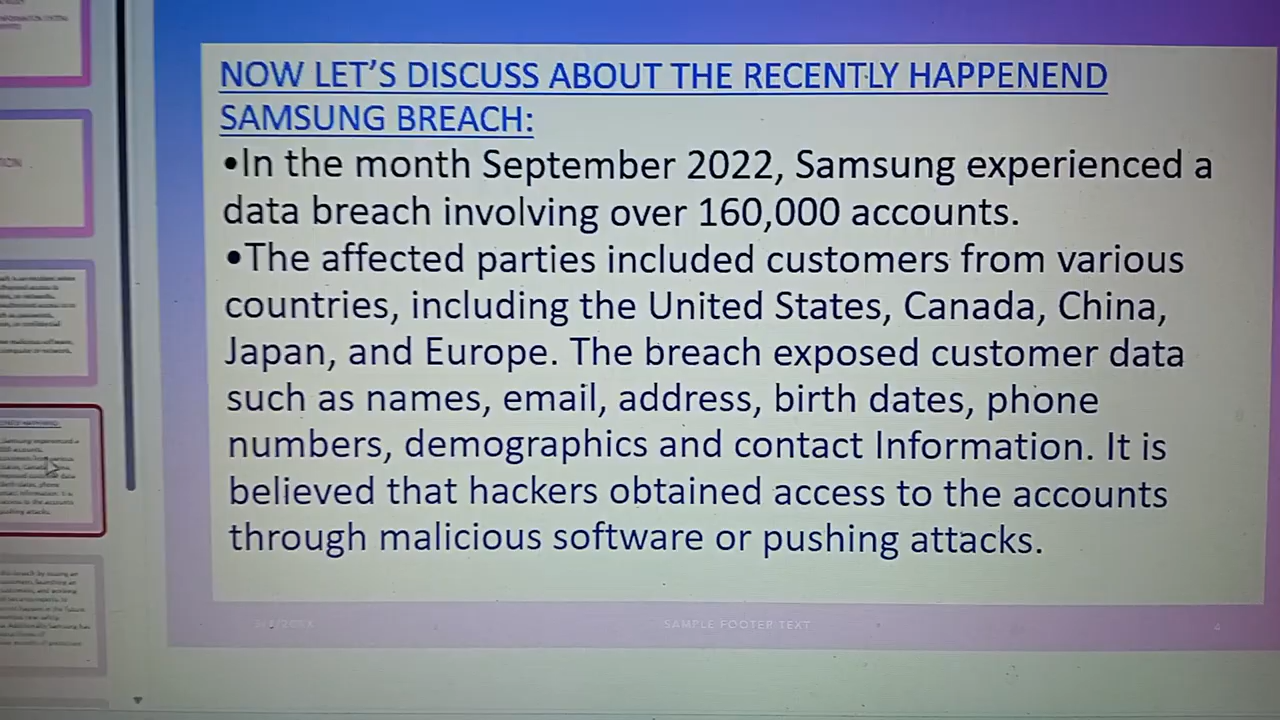 NOW LET'S DISCUSS ABOUT THE RECENTLY HAPPENEND
SAMSUNG BREACH:
•In the month September 2022, Samsung experienced a
data breach involving over 160,000 accounts.
•The affected parties included customers from various
countries, including the United States, Canada, China,
Japan, and Europe. The breach exposed customer data
such as names, email, address, birth dates, phone
numbers, demographics and contact Information. It is
believed that hackers obtained access to the accounts
through malicious software or pushing attacks.
SAMPLE FOOTER TEXT
4